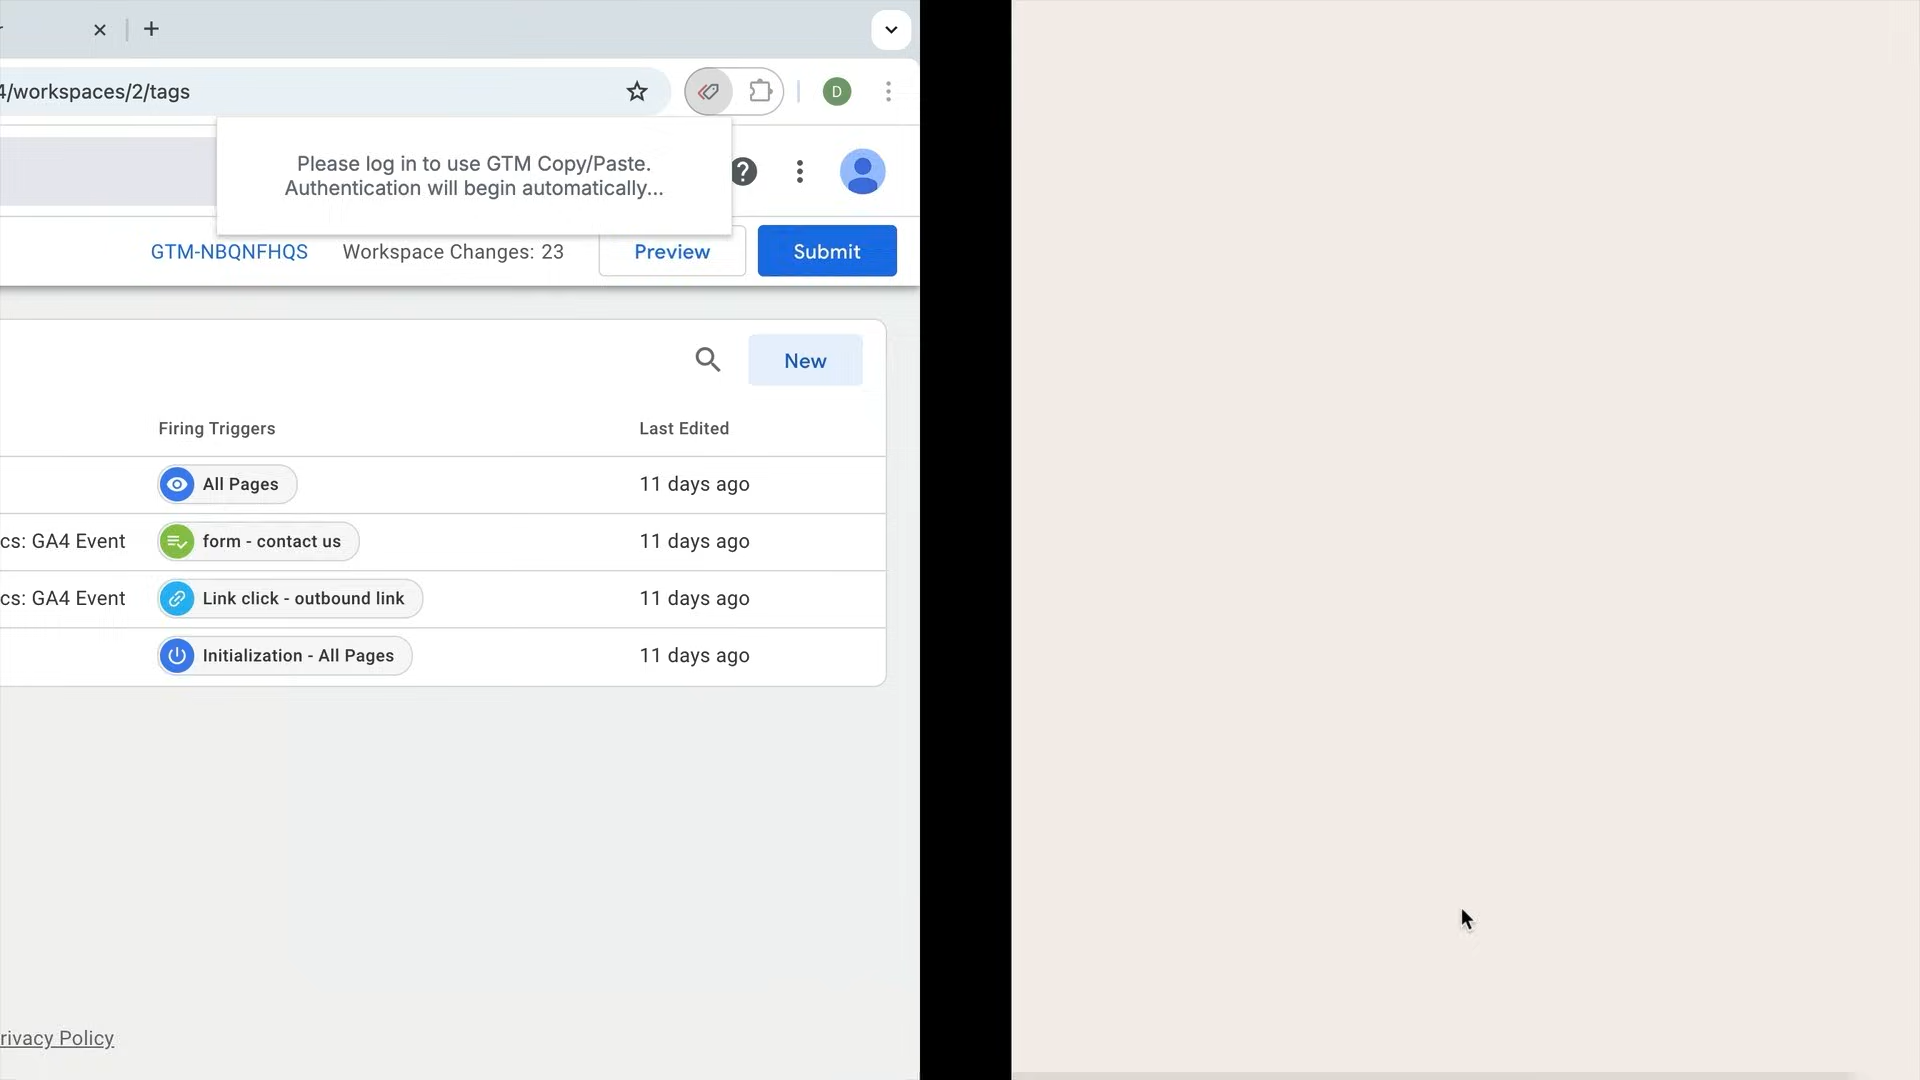 4/workspaces/2/tags
D
Please log in to use GTM Copy/Paste.
Authentication will begin automatically...
GTM-NBQNFHQS
Workspace Changes: 23
Preview
Submit
New
Firing Triggers
Last Edited
All Pages
11 days ago
cs: GA4 Event
form - contact us
11 days ago
cs: GA4 Event
Link click - outbound link
11 days ago
Initialization - All Pages
11 days ago
rivacy Policy